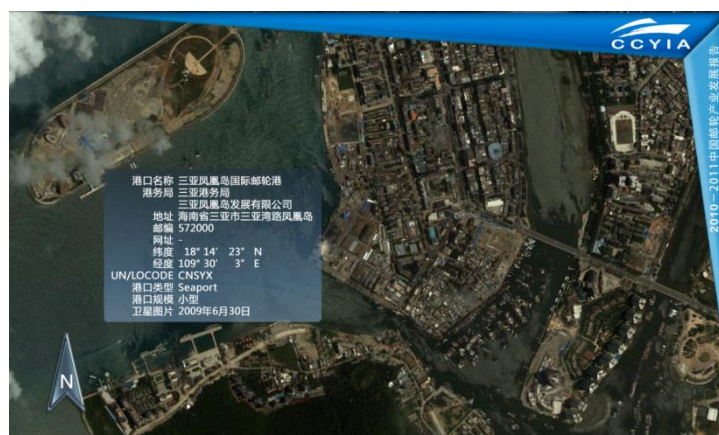 CCYIA
2010-2011中国邮轮产业发展报告
港口名称 三亚凤凰岛国际邮轮港
港务局 三亚港务局
三亚凤凰岛发展有限公司
地址 海南省三亚市三亚湾路凤凰岛
邮编 572000
网址 -
纬度 18° 14′ 23″ N
经度 109° 30′ 3″ E
UN/LOCODE CNSYX
港口类型 Seaport
港口规模 小型
卫星图片 2009年6月30日
N